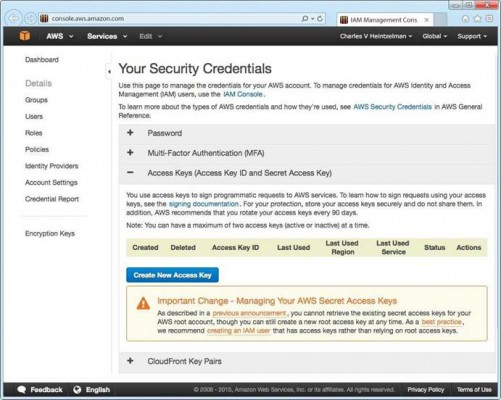 console.aws.amazon.com
IAM Management Cons
AWS
Services
Edit
Charles V Heintzelman
Global
Support
Dashboard
Details
Groups
Users
Roles
Policies
Identity Providers
Account Settings
Credential Report
Encryption Keys
Your Security Credentials
Use this page to manage the credentials for your AWS account. To manage credentials for AWS Identity and Access
Management (IAM) users, use the IAM Console.
To learn more about the types of AWS credentials and how they're used, see AWS Security Credentials in AWS General
Reference.
+ Password
+ Multi-Factor Authentication (MFA)
− Access Keys (Access Key ID and Secret Access Key)
You use access keys to sign programmatic requests to AWS services. To learn how to sign requests using your access
keys, see the signing documentation. For your protection, store your access keys securely and do not share them. In
addition, AWS recommends that you rotate your access keys every 90 days.
Note: You can have a maximum of two access keys (active or inactive) at a time.
Created Deleted Access Key ID Last Used Last Used Region Last Used Service Status Actions
Create New Access Key
Important Change - Managing Your AWS Secret Access Keys
As described in a previous announcement, you cannot retrieve the existing secret access keys for your
AWS root account, though you can still create a new root access key at any time. As a best practice,
we recommend creating an IAM user that has access keys rather than relying on root access keys.
+ CloudFront Key Pairs
Feedback
English
© 2008 - 2015, Amazon Web Services, Inc. or its affiliates. All rights reserved.
Privacy Policy
Terms of Use